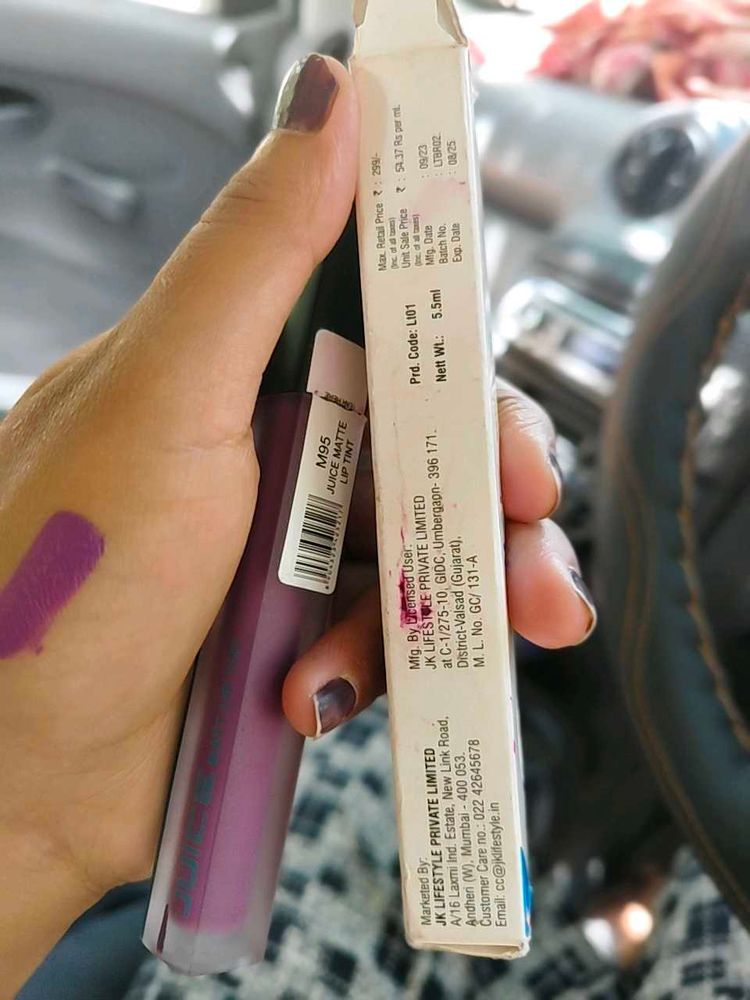 Max. Retail Price ₹ : 299/-
(Inc. of all taxes)
Unit Sale Price ₹ : 54.37 Rs per mL
(Inc. of all taxes)
Mfg. Date : 09/23
Batch No. : LTBR02
Exp. Date : 08/25
Prd. Code: Lt01
Nett Wt.: 5.5ml
Mfg. By Licensed User:
JK LIFESTYLE PRIVATE LIMITED
at C-1/275-10, GIDC, Umbergaon- 396 171.
District-Valsad (Gujarat),
M. L. No. GC/ 131-A
Marketed By:
JK LIFESTYLE PRIVATE LIMITED
A/16 Laxmi Ind. Estate, New Link Road,
Andheri (W), Mumbai - 400 053.
Customer Care no.: 022 42645678
Email: cc@jklifestyle.in
M95
JUICE MATTE
LIP TINT
JUICE